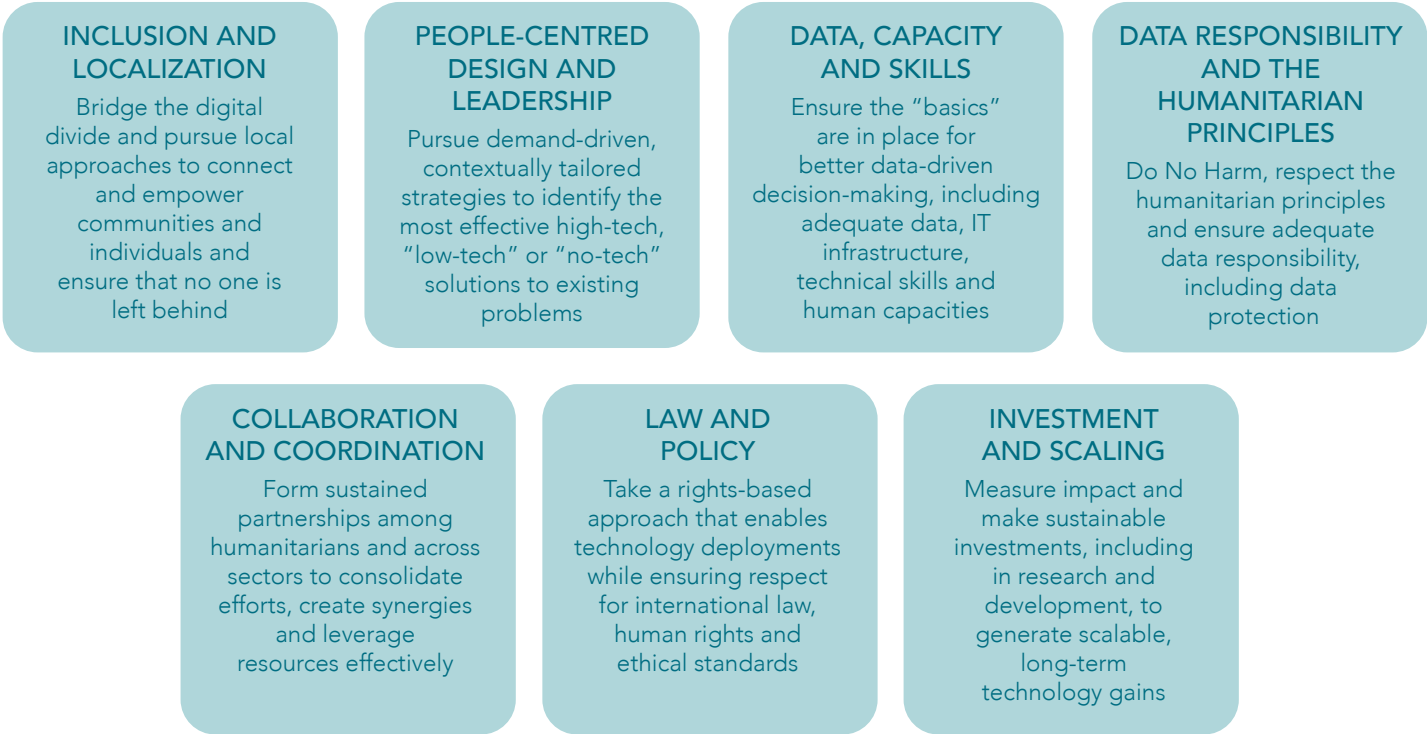 INCLUSION AND
LOCALIZATION
Bridge the digital
divide and pursue local
approaches to connect
and empower
communities and
individuals and
ensure that no one is
left behind
PEOPLE-CENTRED
DESIGN AND
LEADERSHIP
Pursue demand-driven,
contextually tailored
strategies to identify the
most effective high-tech,
“low-tech” or “no-tech”
solutions to existing
problems
DATA, CAPACITY
AND SKILLS
Ensure the “basics”
are in place for
better data-driven
decision-making, including
adequate data, IT
infrastructure,
technical skills and
human capacities
DATA RESPONSIBILITY
AND THE
HUMANITARIAN
PRINCIPLES
Do No Harm, respect the
humanitarian principles
and ensure adequate
data responsibility,
including data
protection
COLLABORATION
AND COORDINATION
Form sustained
partnerships among
humanitarians and across
sectors to consolidate
efforts, create synergies
and leverage
resources effectively
LAW AND
POLICY
Take a rights-based
approach that enables
technology deployments
while ensuring respect
for international law,
human rights and
ethical standards
INVESTMENT
AND SCALING
Measure impact and
make sustainable
investments, including
in research and
development, to
generate scalable,
long-term
technology gains